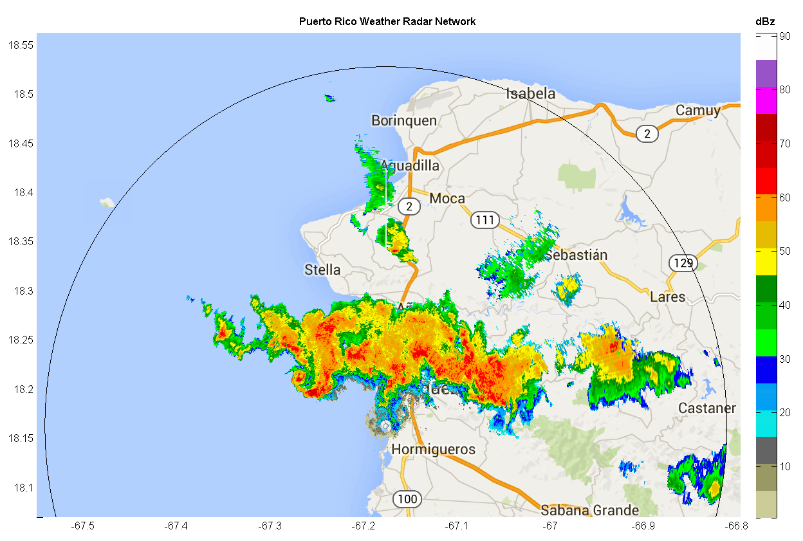 Puerto Rico Weather Radar Network
dBz
18.55
18.5
18.45
18.4
18.35
18.3
18.25
18.2
18.15
18.1
-67.5
-67.4
-67.3
-67.2
-67.1
-67
-66.9
-66.8
90
80
70
60
50
40
30
20
10
Isabela
Camuy
Borinquen
2
Aguadilla
Moca
2
111
Sebastián
129
Stella
Lares
Castaner
Hormigueros
100
Sabana Grande